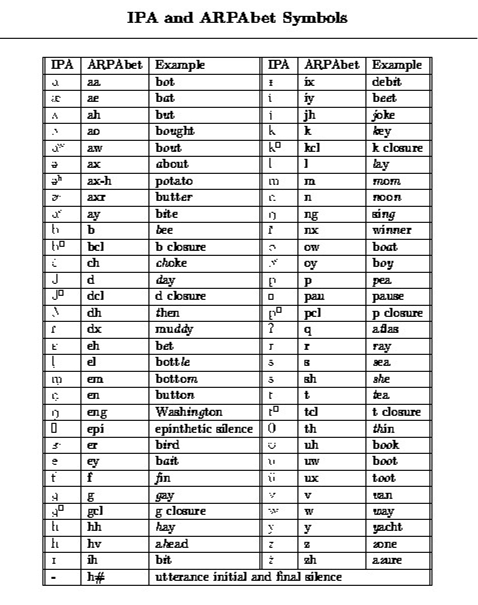 IPA and ARPAbet Symbols
IPA ARPAbet Example IPA ARPAbet Example
aa bot ix debit
æ ae bat i iy beet
ʌ ah but j jh joke
ao bought k k key
aw bout k□ kcl k closure
ə ax about l l lay
əʰ ax-h potato m m mom
axr butter n n noon
ay bite ŋ ng sing
b b bee nx winner
b□ bcl b closure ow boat
ch choke oy boy
d day p p pea
dcl d closure □ pau pause
dh then p□ pcl p closure
ɾ dx muddy ʔ q atlas
ɛ eh bet r r ray
el bottle s s sea
em bottom sh she
en button t t tea
eng Washington t□ tcl t closure
□ epi epinthetic silence θ th thin
er bird uh book
e ey bait uw boot
f f fin ü ux toot
g g gay v v van
g□ gcl g closure w w way
h hh hay y y yacht
hv ahead z z zone
ɪ ih bit zh azure
- h# utterance initial and final silence